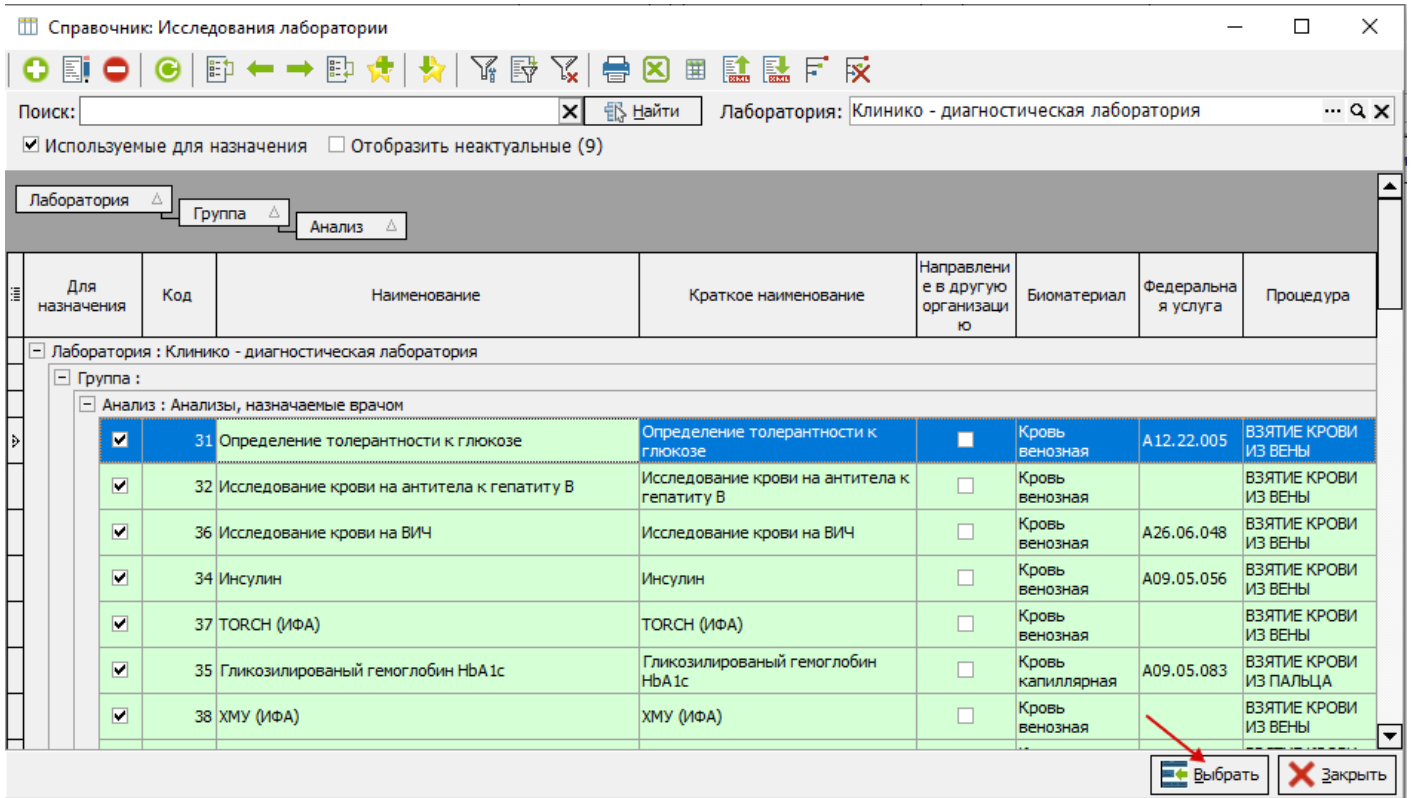 Справочник: Исследования лаборатории
XML XML
Поиск: Найти Лаборатория: Клинико - диагностическая лаборатория
Используемые для назначения Отобразить неактуальные (9)
Лаборатория
Группа
Анализ
Для назначения Код Наименование Краткое наименование Направлени е в другую организаци ю Биоматериал Федеральна я услуга Процедура
Лаборатория : Клинико - диагностическая лаборатория
Группа :
Анализ : Анализы, назначаемые врачом
31 Определение толерантности к глюкозе Определение толерантности к глюкозе Кровь венозная A12.22.005 ВЗЯТИЕ КРОВИ ИЗ ВЕНЫ
32 Исследование крови на антитела к гепатиту В Исследование крови на антитела к гепатиту В Кровь венозная ВЗЯТИЕ КРОВИ ИЗ ВЕНЫ
36 Исследование крови на ВИЧ Исследование крови на ВИЧ Кровь венозная A26.06.048 ВЗЯТИЕ КРОВИ ИЗ ВЕНЫ
34 Инсулин Инсулин Кровь венозная A09.05.056 ВЗЯТИЕ КРОВИ ИЗ ВЕНЫ
37 TORCH (ИФА) TORCH (ИФА) Кровь венозная ВЗЯТИЕ КРОВИ ИЗ ВЕНЫ
35 Гликозилированый гемоглобин HbA1c Гликозилированый гемоглобин HbA1c Кровь капиллярная A09.05.083 ВЗЯТИЕ КРОВИ ИЗ ПАЛЬЦА
38 ХМУ (ИФА) ХМУ (ИФА) Кровь венозная ВЗЯТИЕ КРОВИ ИЗ ВЕНЫ
Выбрать Закрыть